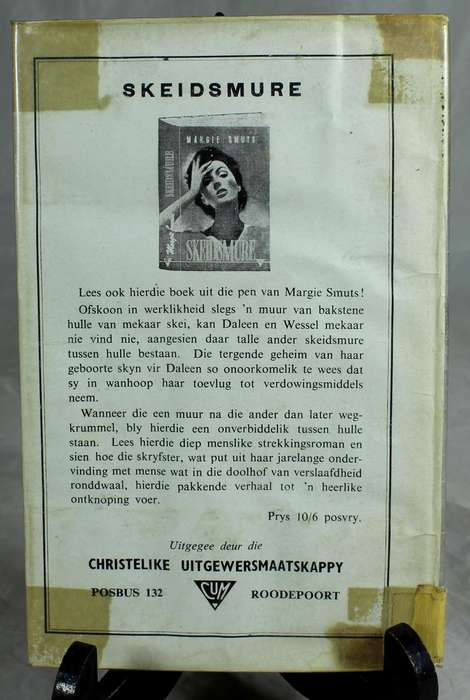 SKEIDSMURE
MARGIE SMUTS
SKEIDSMURE
SKEIDSMURE
Lees ook hierdie boek uit die pen van Margie Smuts!
Ofskoon in werklikheid slegs 'n muur van bakstene
hulle van mekaar skei, kan Daleen en Wessel mekaar
nie vind nie, aangesien daar talle ander skeidsmure
tussen hulle bestaan. Die tergende geheim van haar
geboorte skyn vir Daleen so onoorkomelik te wees dat
sy in wanhoop haar toevlug tot verdowingsmiddels
neem.
Wanneer die een muur na die ander dan later weg-
krummel, bly hierdie een onverbiddelik tussen hulle
staan. Lees hierdie diep menslike strekkingsroman en
sien hoe die skryfster, wat put uit haar jarelange onder-
vinding met mense wat in die doolhof van verslaafdheid
ronddwaal, hierdie pakkende verhaal tot 'n heerlike
ontknoping voer.
Prys 10/6 posvry.
Uitgegee deur die
CHRISTELIKE UITGEWERSMAATSKAPPY
POSBUS 132 CUM ROODEPOORT